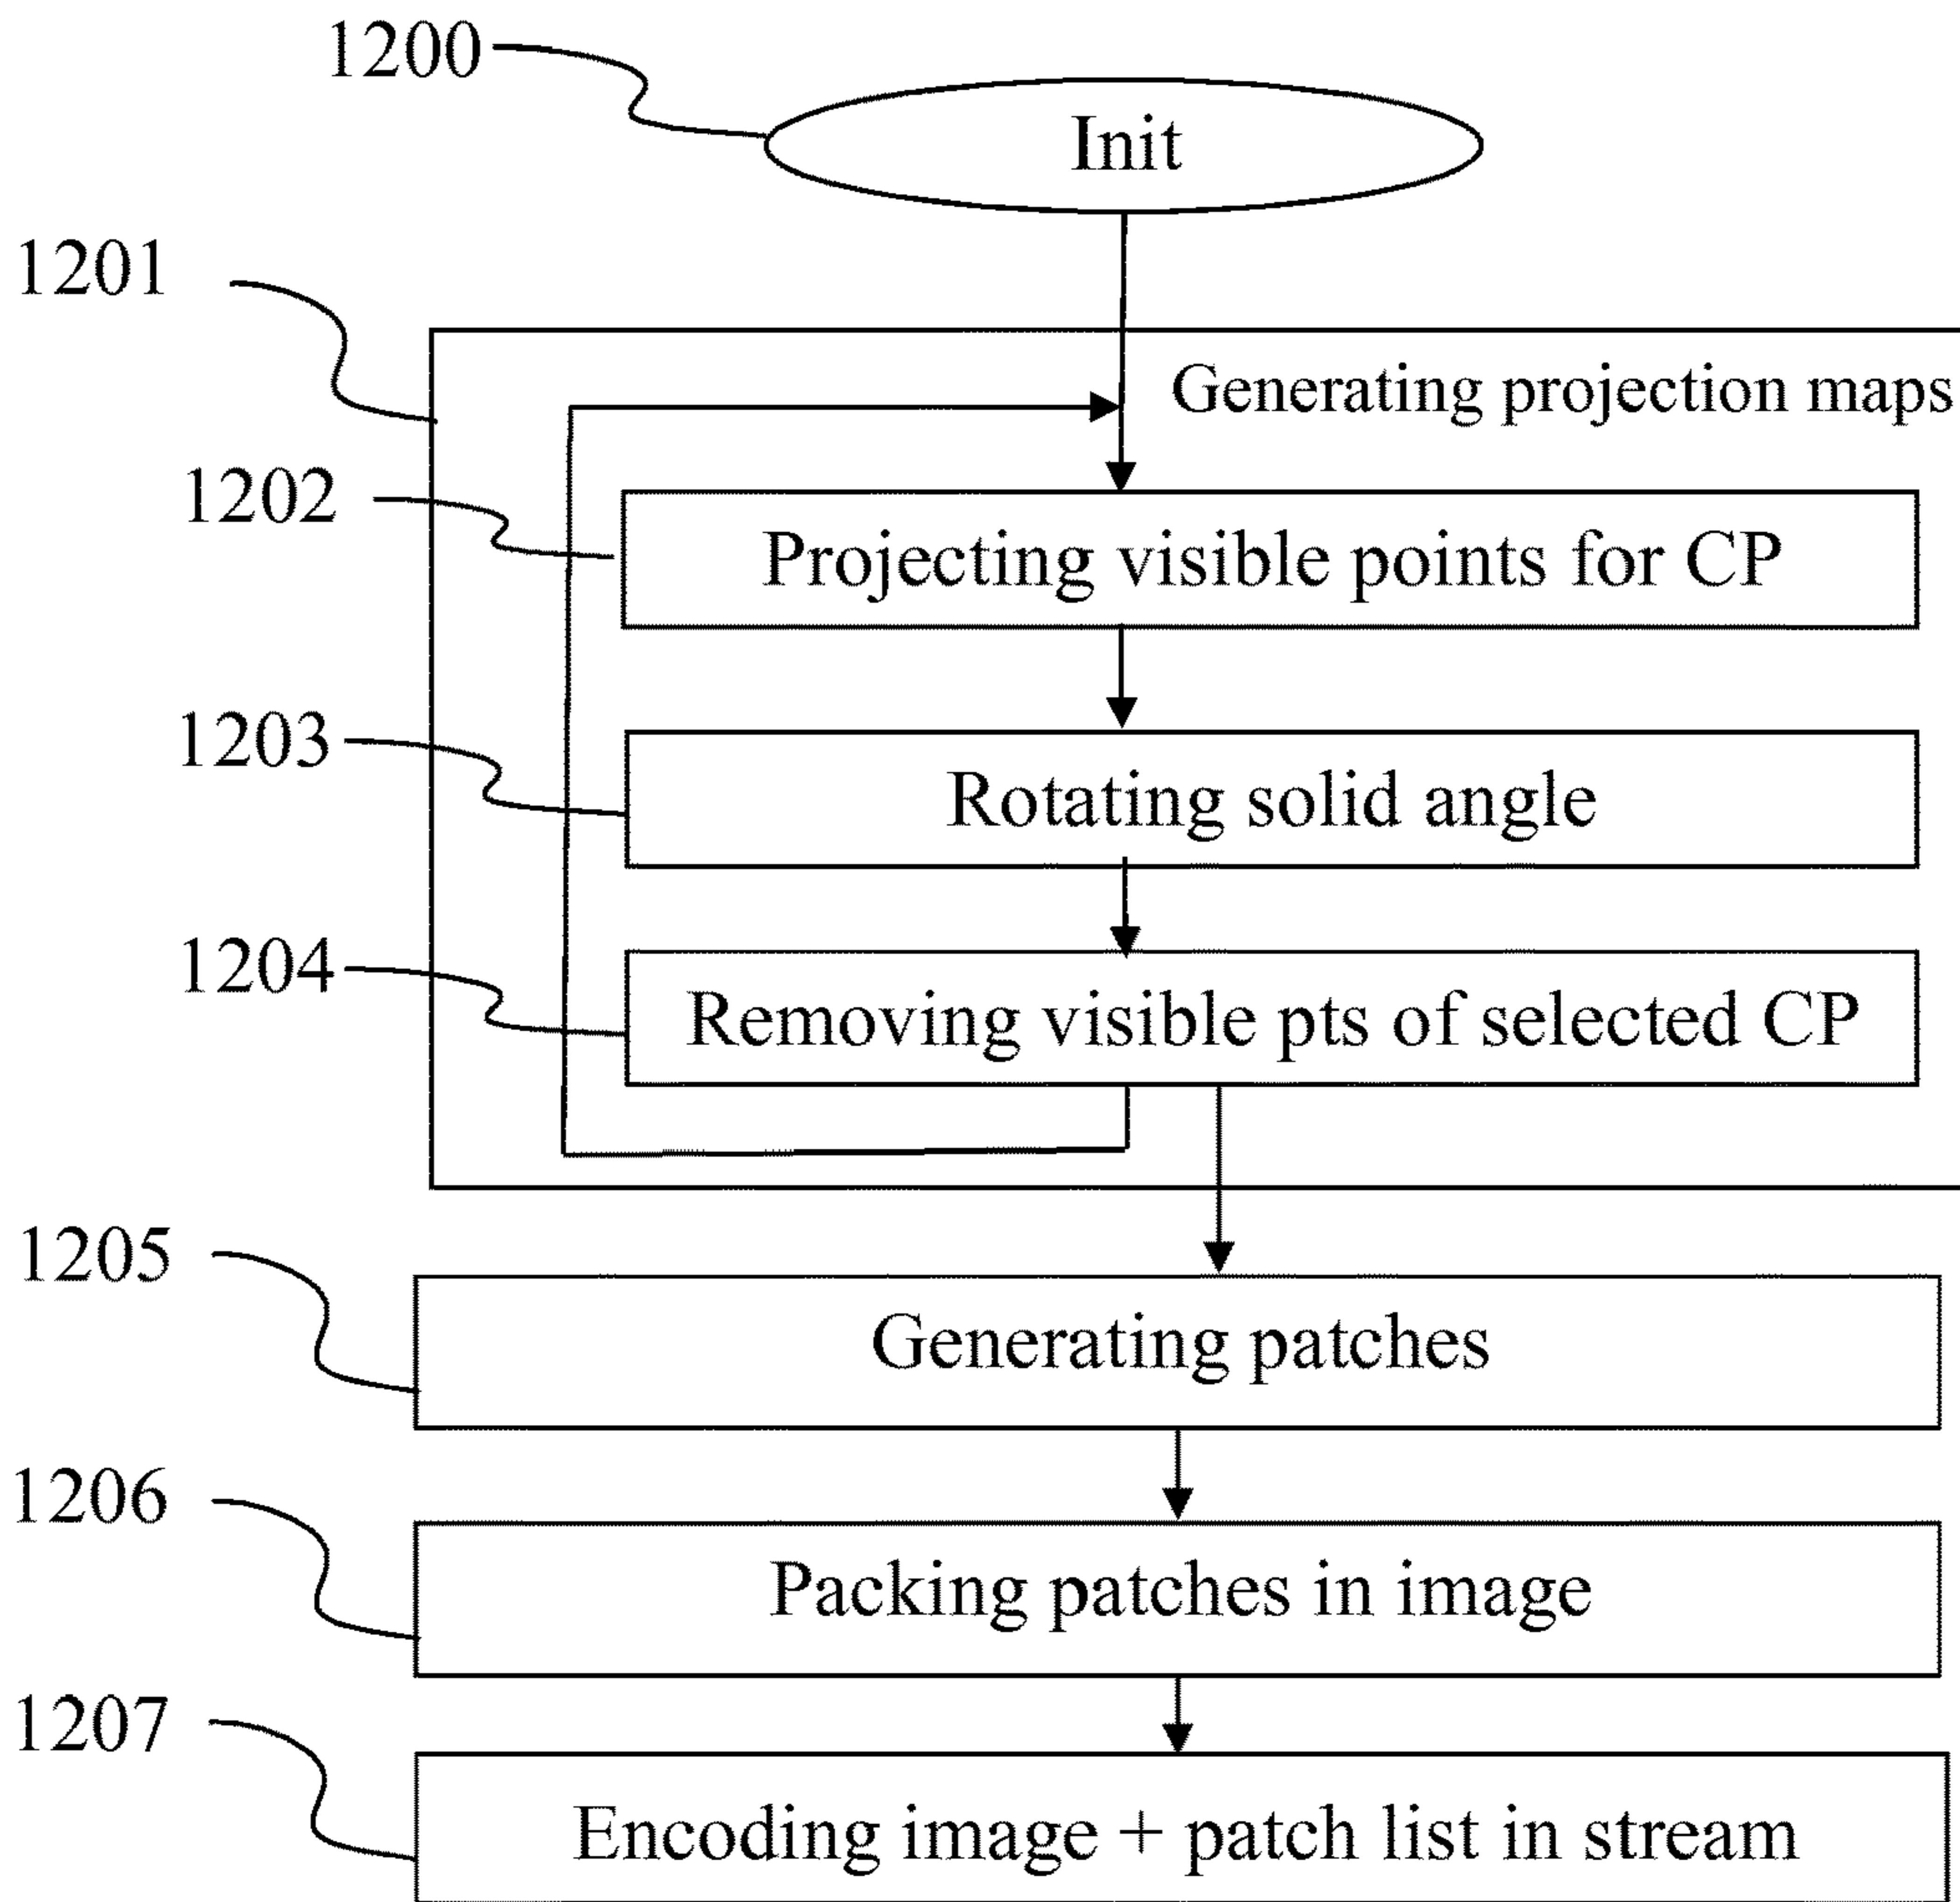 1200
Init
1201
Generating projection maps
1202
Projecting visible points for CP
1203
Rotating solid angle
1204
Removing visible pts of selected CP
1205
Generating patches
1206
Packing patches in image
1207
Encoding image + patch list in stream